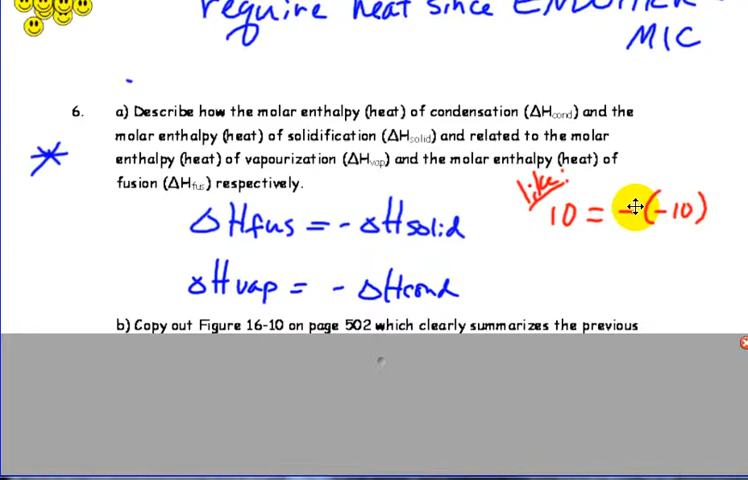 require heat since
MIC
6. a) Describe how the molar enthalpy (heat) of condensation (ΔHcond) and the
molar enthalpy (heat) of solidification (ΔHsolid) and related to the molar
enthalpy (heat) of vapourization (ΔHvap) and the molar enthalpy (heat) of
fusion (ΔHfus) respectively.
like:
ΔHfus = - ΔHsolid
10 = -(-10)
ΔHvap = - ΔHcond
b) Copy out Figure 16-10 on page 502 which clearly summarizes the previous